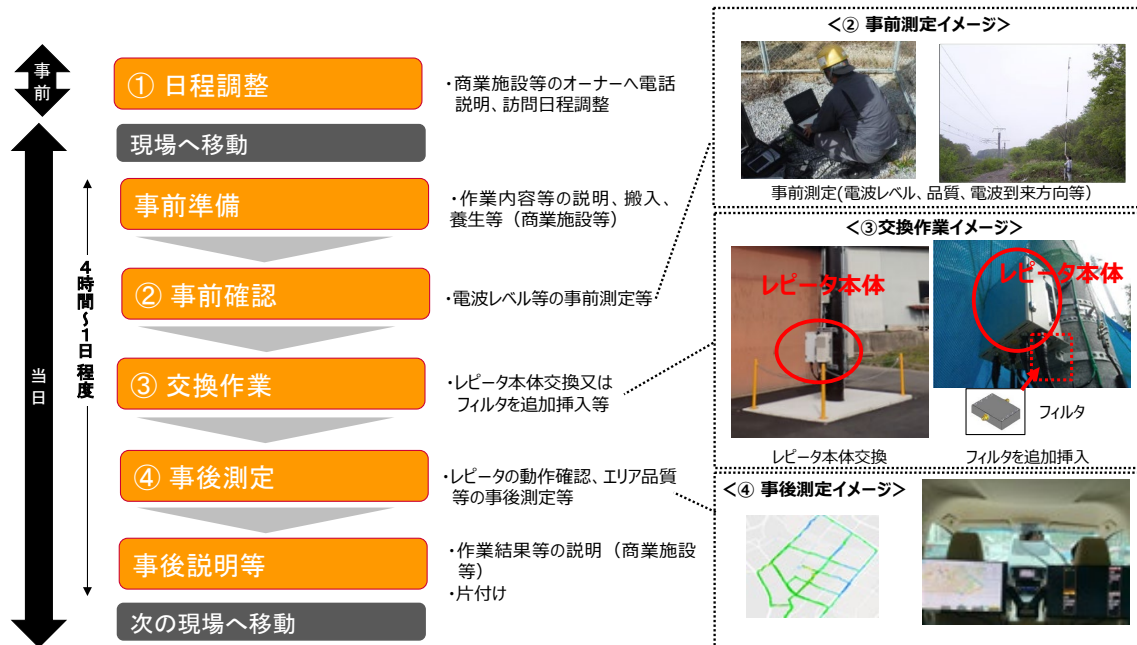 事前
① 日程調整
・商業施設等のオーナーへ電話
説明、訪問日程調整
当日
現場へ移動
4時間～1日程度
事前準備
・作業内容等の説明、搬入、
養生等（商業施設等）
② 事前確認
・電波レベル等の事前測定等
③ 交換作業
・レピータ本体交換又は
フィルタを追加挿入等
④ 事後測定
・レピータの動作確認、エリア品質
等の事後測定等
事後説明等
・作業結果等の説明（商業施設
等）
・片付け
次の現場へ移動
＜② 事前測定イメージ＞
事前測定(電波レベル、品質、電波到来方向等）
＜③交換作業イメージ＞
レピータ本体
レピータ本体
フィルタ
レピータ本体交換
フィルタを追加挿入
＜④ 事後測定イメージ＞